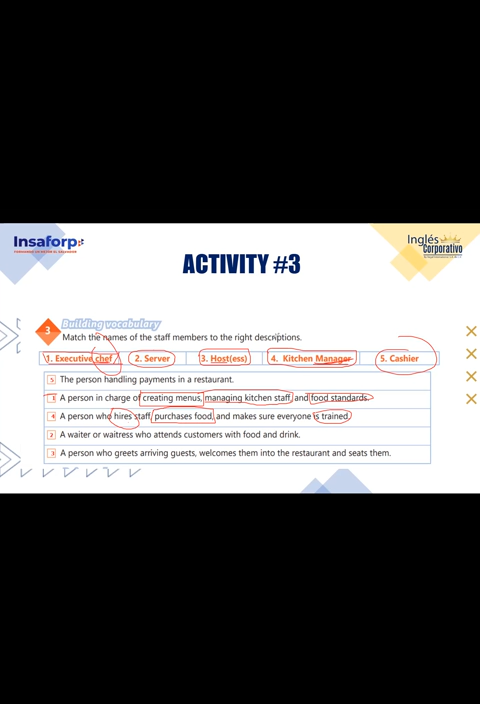 Insaforp
Inglés
Corporativo
ACTIVITY #3
3
Building vocabulary
Match the names of the staff members to the right descriptions.
1. Executive chef 2. Server 3. Host(ess) 4. Kitchen Manager 5. Cashier
5 The person handling payments in a restaurant.
1 A person in charge of creating menus, managing kitchen staff, and food standards.
4 A person who hires staff, purchases food, and makes sure everyone is trained.
2 A waiter or waitress who attends customers with food and drink.
3 A person who greets arriving guests, welcomes them into the restaurant and seats them.